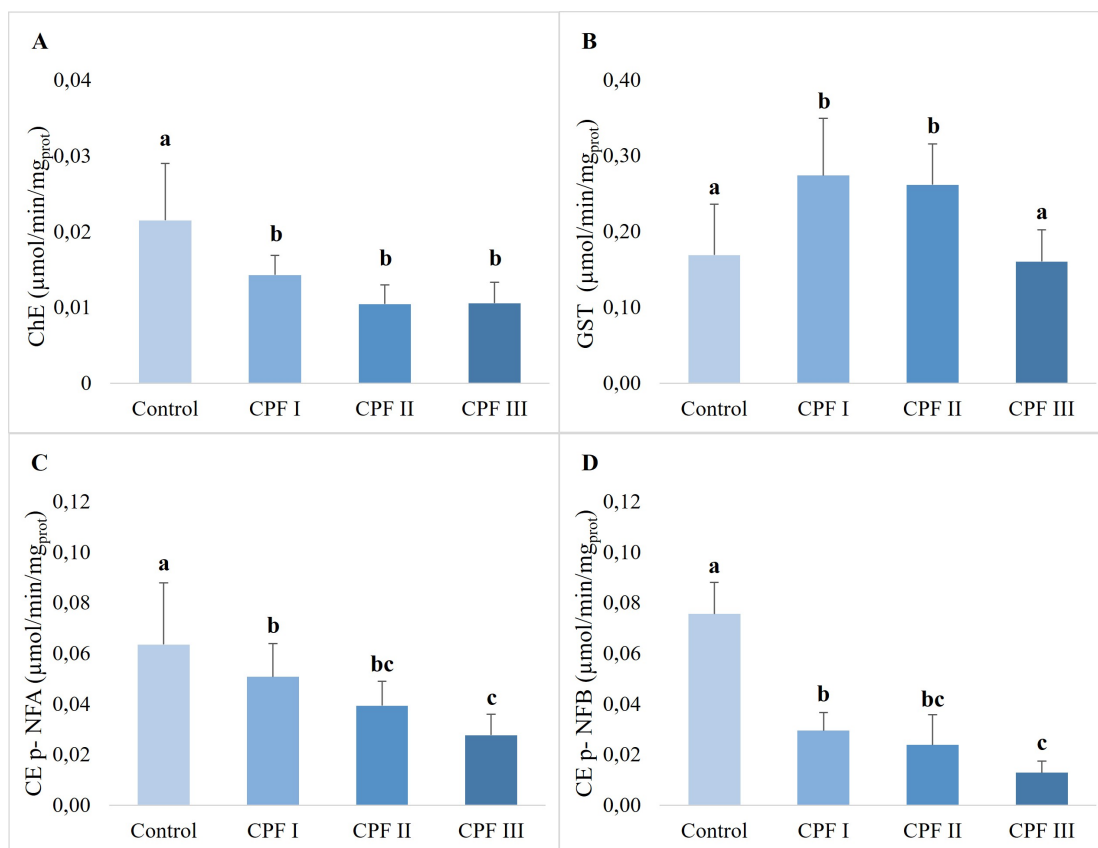 A
ChE (µmol/min/mgprot)
0,04
0,03
0,02
0,01
0
a
b
b
b
Control
CPF I
CPF II
CPF III
B
GST (µmol/min/mgprot)
0,40
0,30
0,20
0,10
0,00
a
b
b
a
Control
CPF I
CPF II
CPF III
C
CE p- NFA (µmol/min/mgprot)
0,12
0,10
0,08
0,06
0,04
0,02
0,00
a
b
bc
c
Control
CPF I
CPF II
CPF III
D
CE p- NFB (µmol/min/mgprot)
0,12
0,10
0,08
0,06
0,04
0,02
0,00
a
b
bc
c
Control
CPF I
CPF II
CPF III